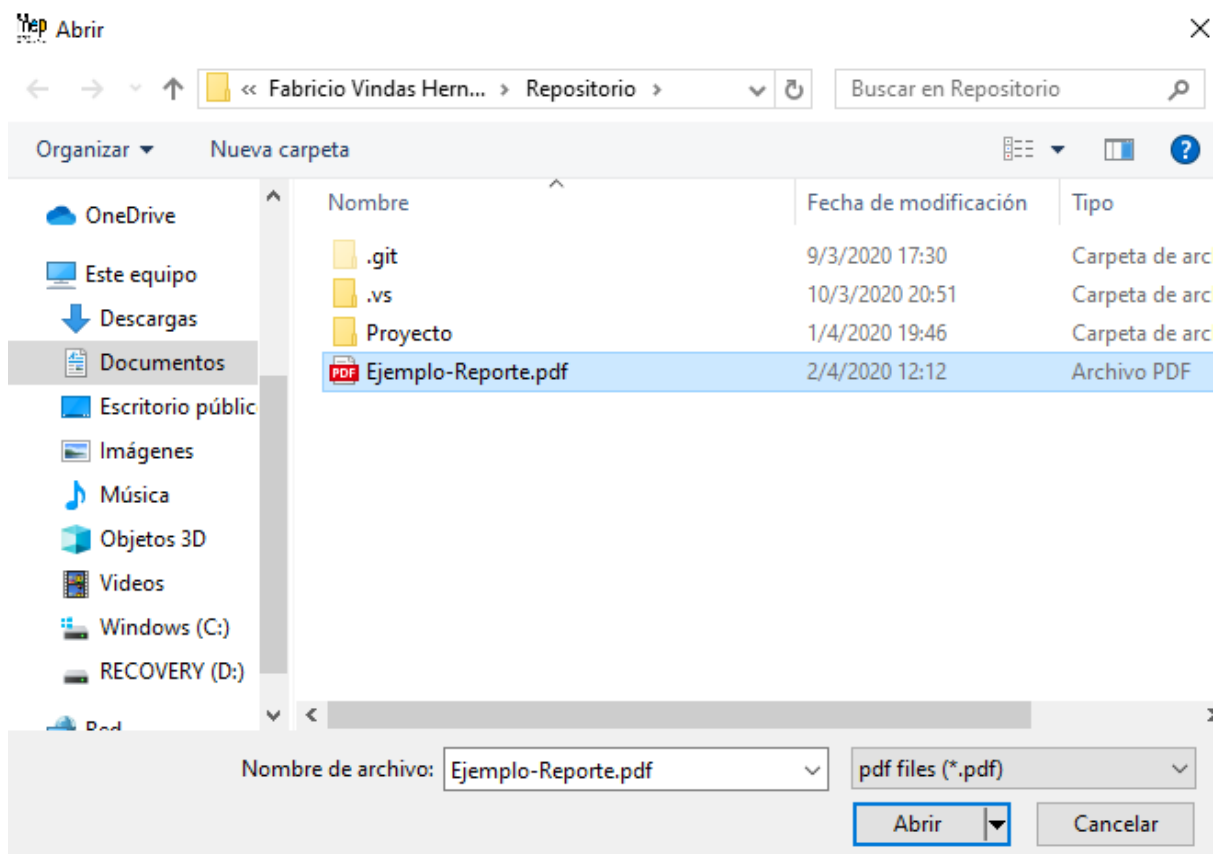 mep Abrir
« Fabricio Vindas Hern... › Repositorio › Buscar en Repositorio
Organizar Nueva carpeta
Nombre Fecha de modificación Tipo
OneDrive
Este equipo
Descargas
Documentos
Escritorio públic
Imágenes
Música
Objetos 3D
Videos
Windows (C:)
RECOVERY (D:)
Red
.git 9/3/2020 17:30 Carpeta de arc
.vs 10/3/2020 20:51 Carpeta de arc
Proyecto 1/4/2020 19:46 Carpeta de arc
PDF Ejemplo-Reporte.pdf 2/4/2020 12:12 Archivo PDF
Nombre de archivo: Ejemplo-Reporte.pdf pdf files (*.pdf)
Abrir Cancelar